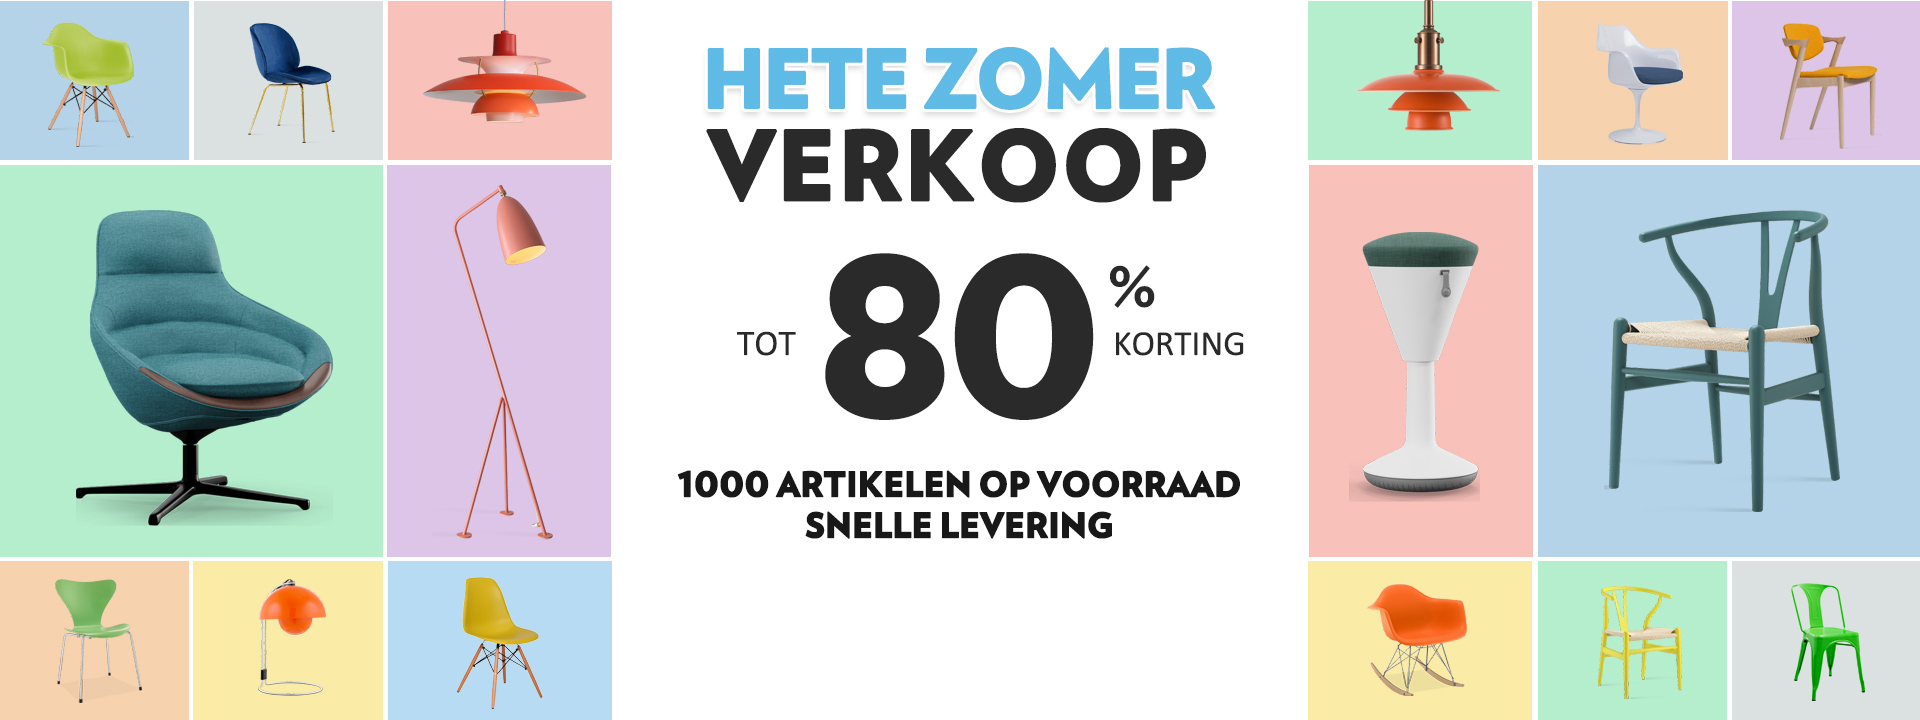 HETE ZOMER
VERKOOP
TOT 80% KORTING
1000 ARTIKELEN OP VOORRAAD
SNELLE LEVERING